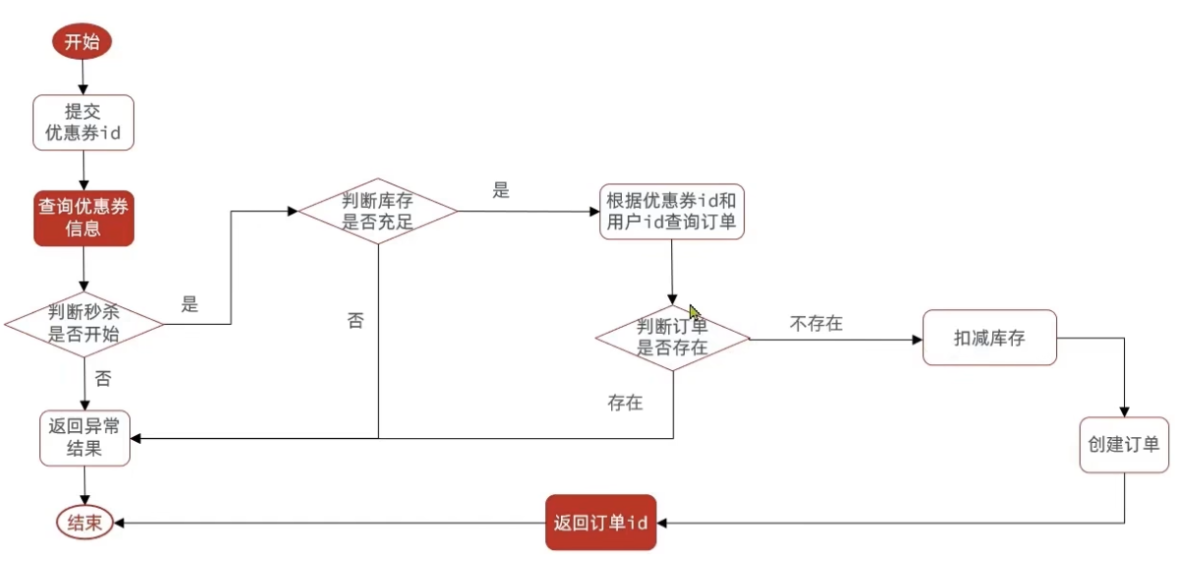 开始
提交
优惠券id
查询优惠券
信息
判断秒杀
是否开始
是
否
返回异常
结果
结束
判断库存
是否充足
是
否
根据优惠券id和
用户id查询订单
判断订单
是否存在
不存在
存在
扣减库存
创建订单
返回订单id